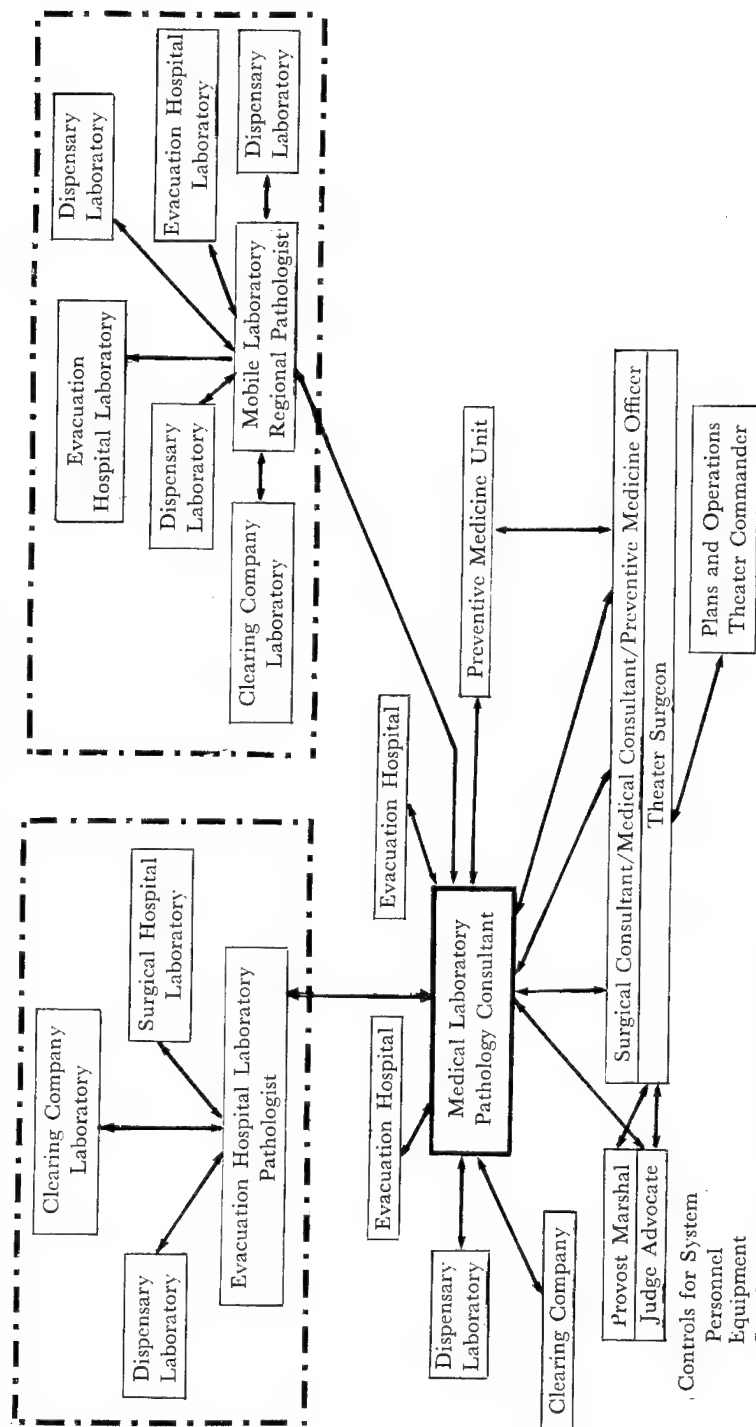 Clearing Company
Laboratory
Surgical Hospital
Laboratory
Dispensary
Laboratory
Evacuation Hospital Laboratory
Pathologist
Evacuation
Hospital Laboratory
Dispensary
Laboratory
Evacuation Hospital
Laboratory
Dispensary
Laboratory
Clearing Company
Laboratory
Mobile Laboratory
Regional Pathologist
Dispensary
Laboratory
Evacuation Hospital
Evacuation Hospital
Dispensary
Laboratory
Medical Laboratory
Pathology Consultant
Preventive Medicine Unit
Clearing Company
Provost Marshal
Judge Advocate
Surgical Consultant/Medical Consultant/Preventive Medicine Officer
Theater Surgeon
Plans and Operations
Theater Commander
Controls for System
Personnel
Equipment